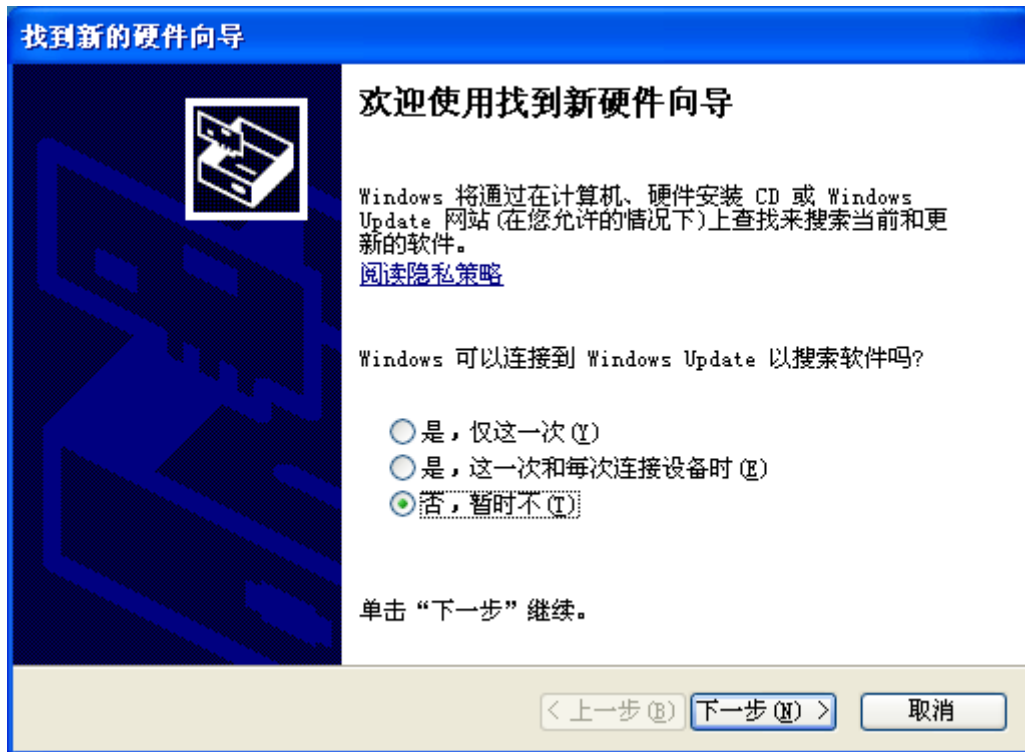 找到新的硬件向导
欢迎使用找到新硬件向导
Windows 将通过在计算机、硬件安装 CD 或 Windows
Update 网站(在您允许的情况下)上查找来搜索当前和更
新的软件。
阅读隐私策略
Windows 可以连接到 Windows Update 以搜索软件吗?
是，仅这一次(Y)
是，这一次和每次连接设备时(E)
否，暂时不(T)
单击“下一步”继续。
< 上一步(B) 下一步(N) > 取消